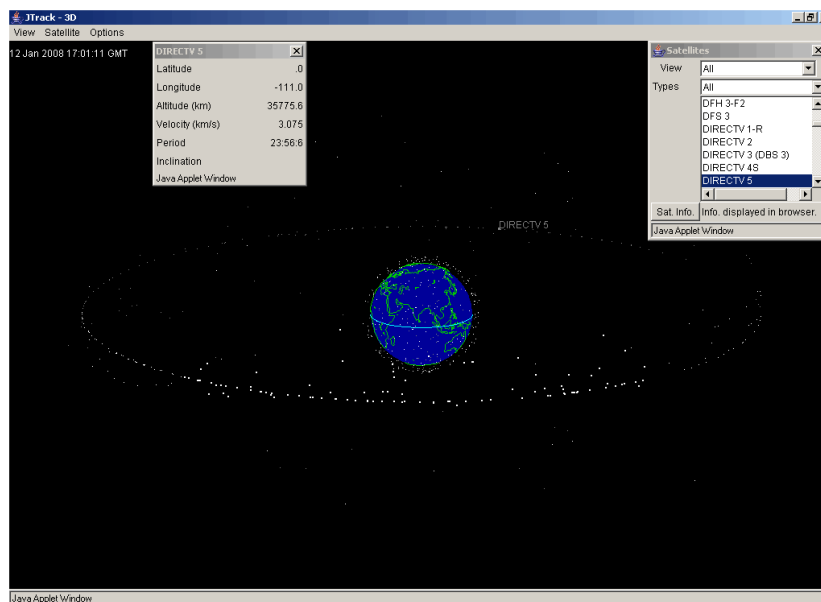 JTrack - 3D
View Satellite Options
12 Jan 2008 17:01:11 GMT
DIRECTV 5
Latitude .0
Longitude -111.0
Altitude (km) 35775.6
Velocity (km/s) 3.075
Period 23:56:6
Inclination
Java Applet Window
Satellites
View All
Types All
DFH 3-F2
DFS 3
DIRECTV 1-R
DIRECTV 2
DIRECTV 3 (DBS 3)
DIRECTV 4S
DIRECTV 5
Sat. Info. Info. displayed in browser.
Java Applet Window
DIRECTV 5
Java Applet Window